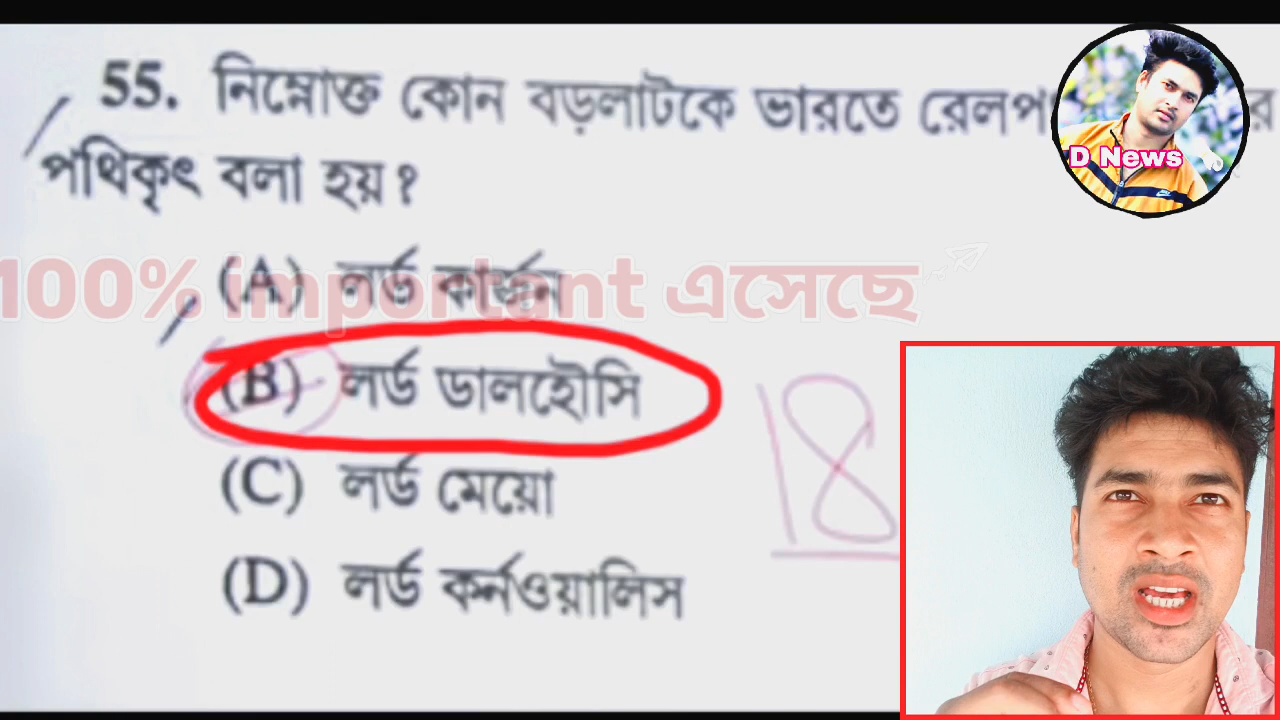 55. নিম্নোক্ত কোন বড়লাটকে ভারতে
পথিকৃৎ বলা হয়?
(A) লর্ড কার্জন
100% important এসেছে
(B) লর্ড ডালহৌসি
(C) লর্ড মেয়ো
(D) লর্ড কর্নওয়ালিস
18
D News